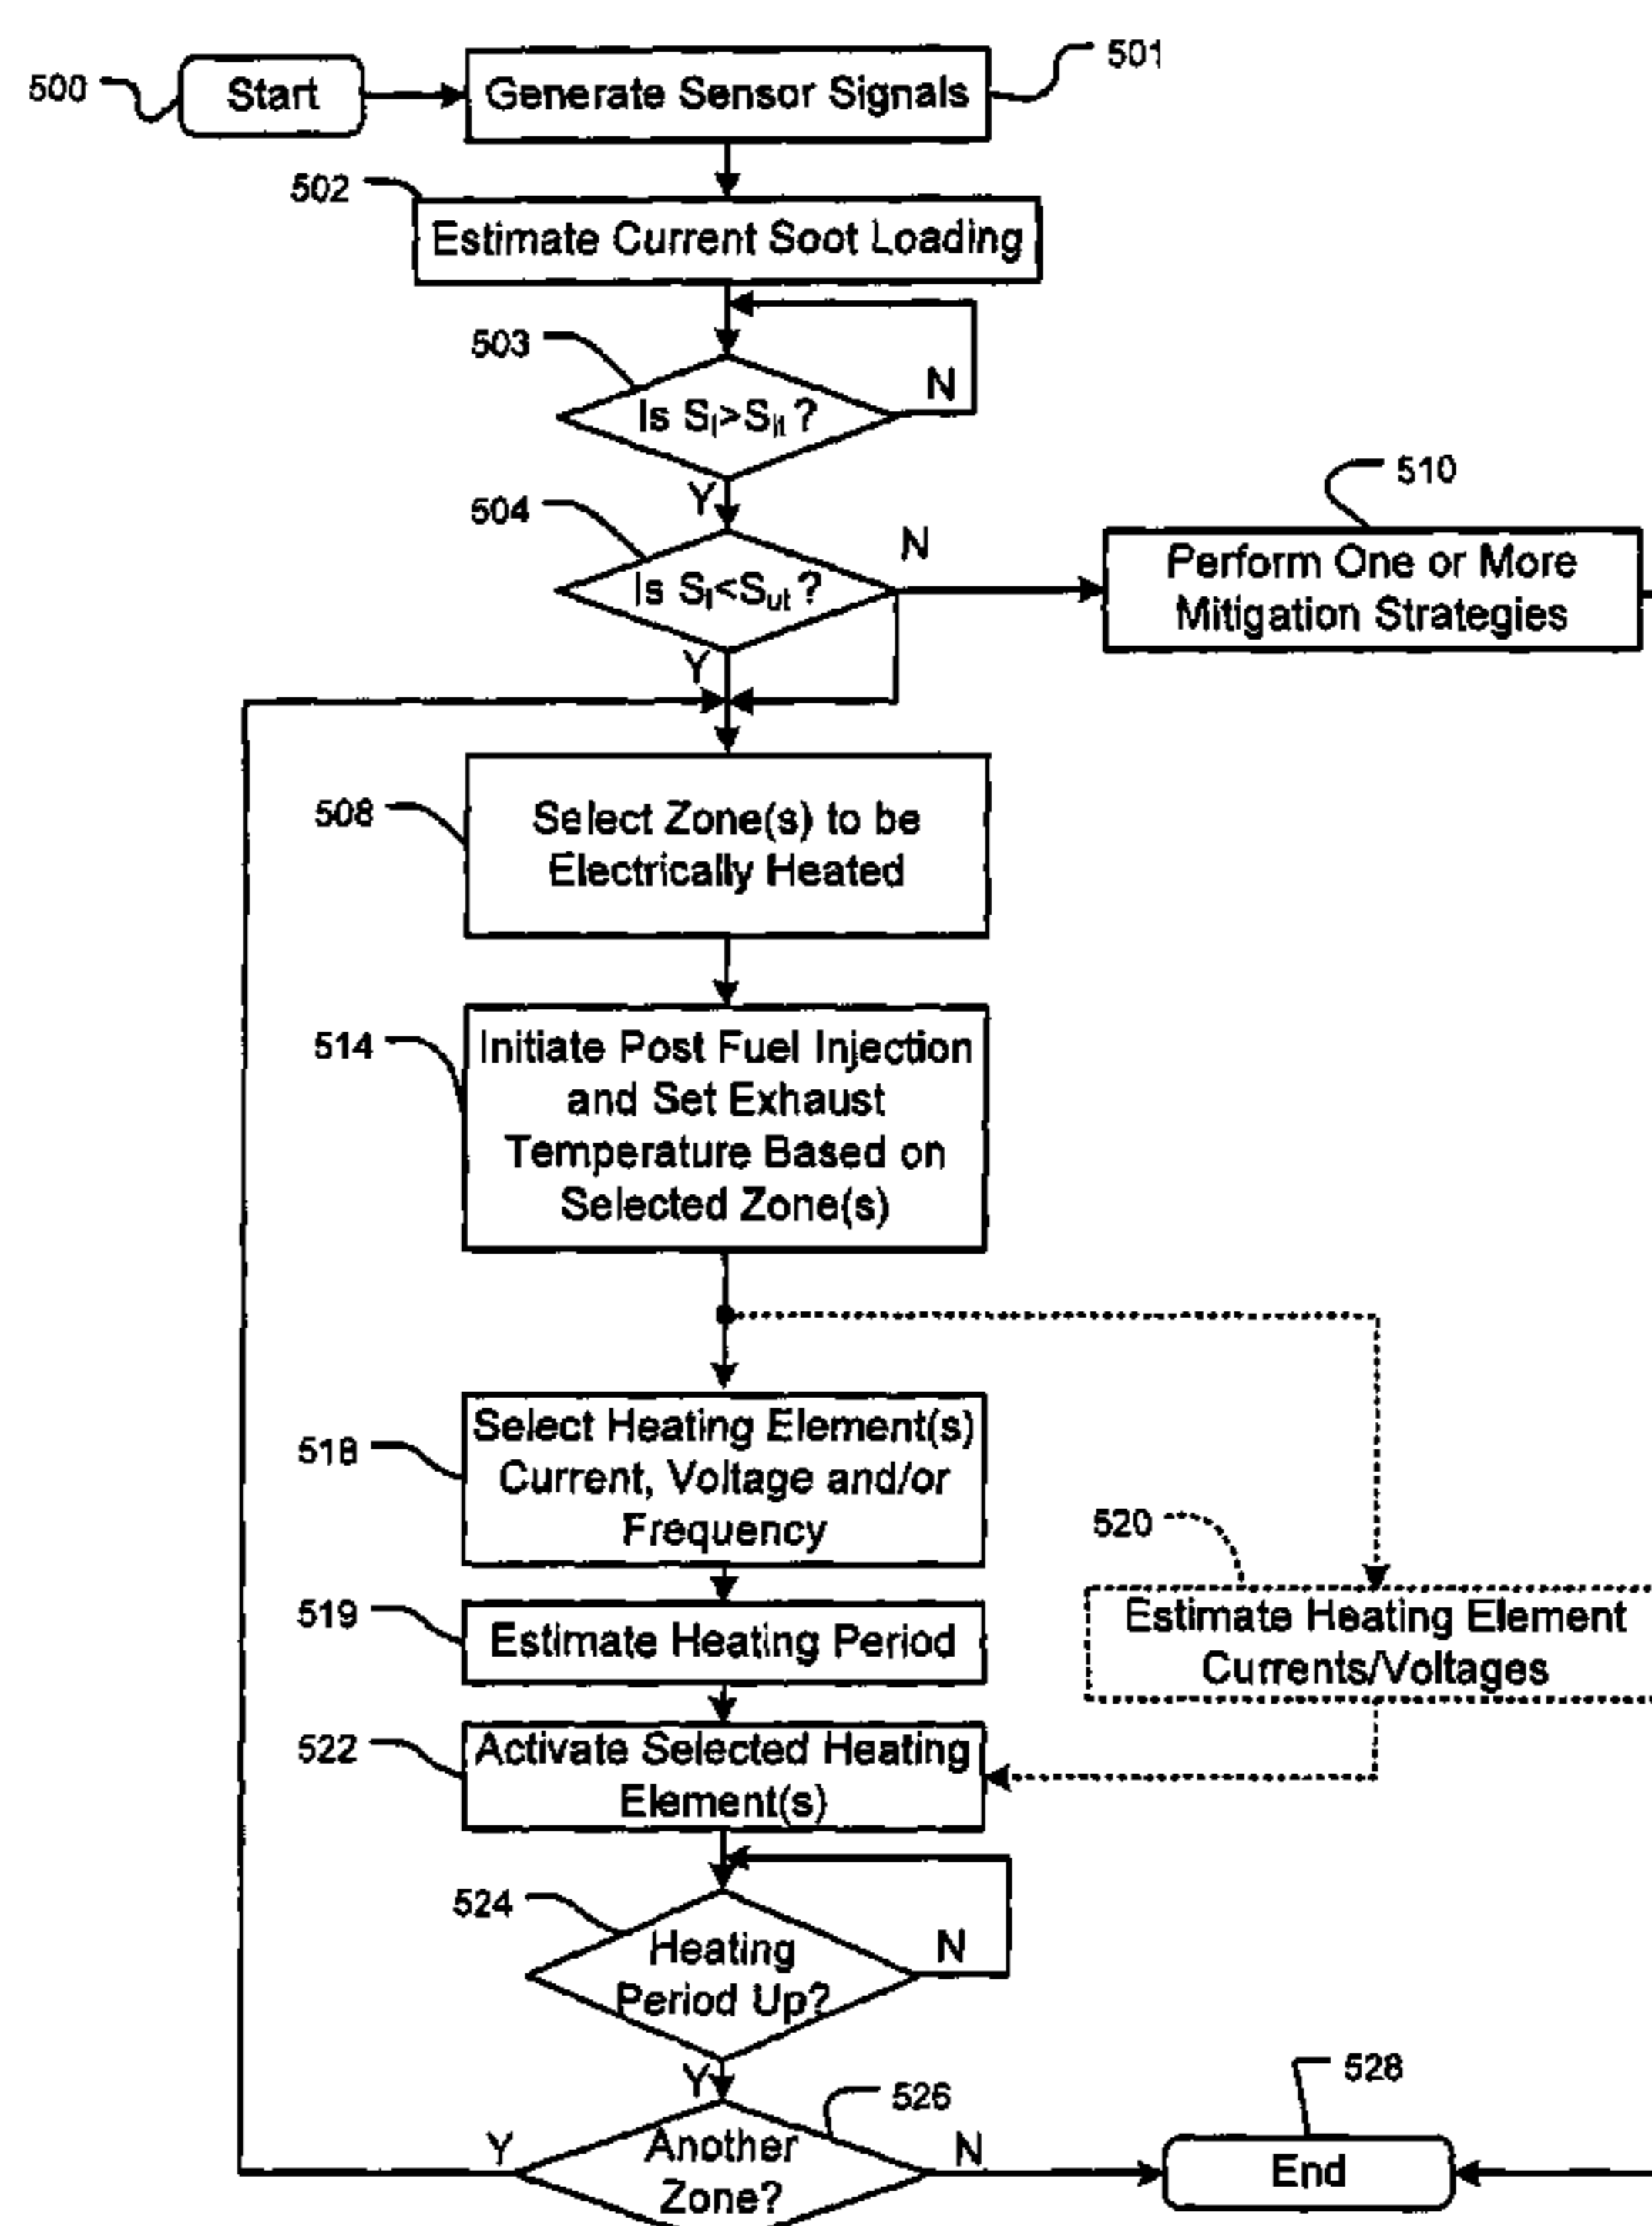 500
Start
Generate Sensor Signals
501
502
Estimate Current Soot Loading
503
Is Sl>Slt ?
N
Y
504
Is Sl<Sut ?
N
Y
510
Perform One or More
Mitigation Strategies
508
Select Zone(s) to be
Electrically Heated
514
Initiate Post Fuel Injection
and Set Exhaust
Temperature Based on
Selected Zone(s)
518
Select Heating Element(s)
Current, Voltage and/or
Frequency
520
Estimate Heating Element
Currents/Voltages
519
Estimate Heating Period
522
Activate Selected Heating
Element(s)
524
Heating
Period Up?
N
Y
526
Another
Zone?
Y
N
528
End